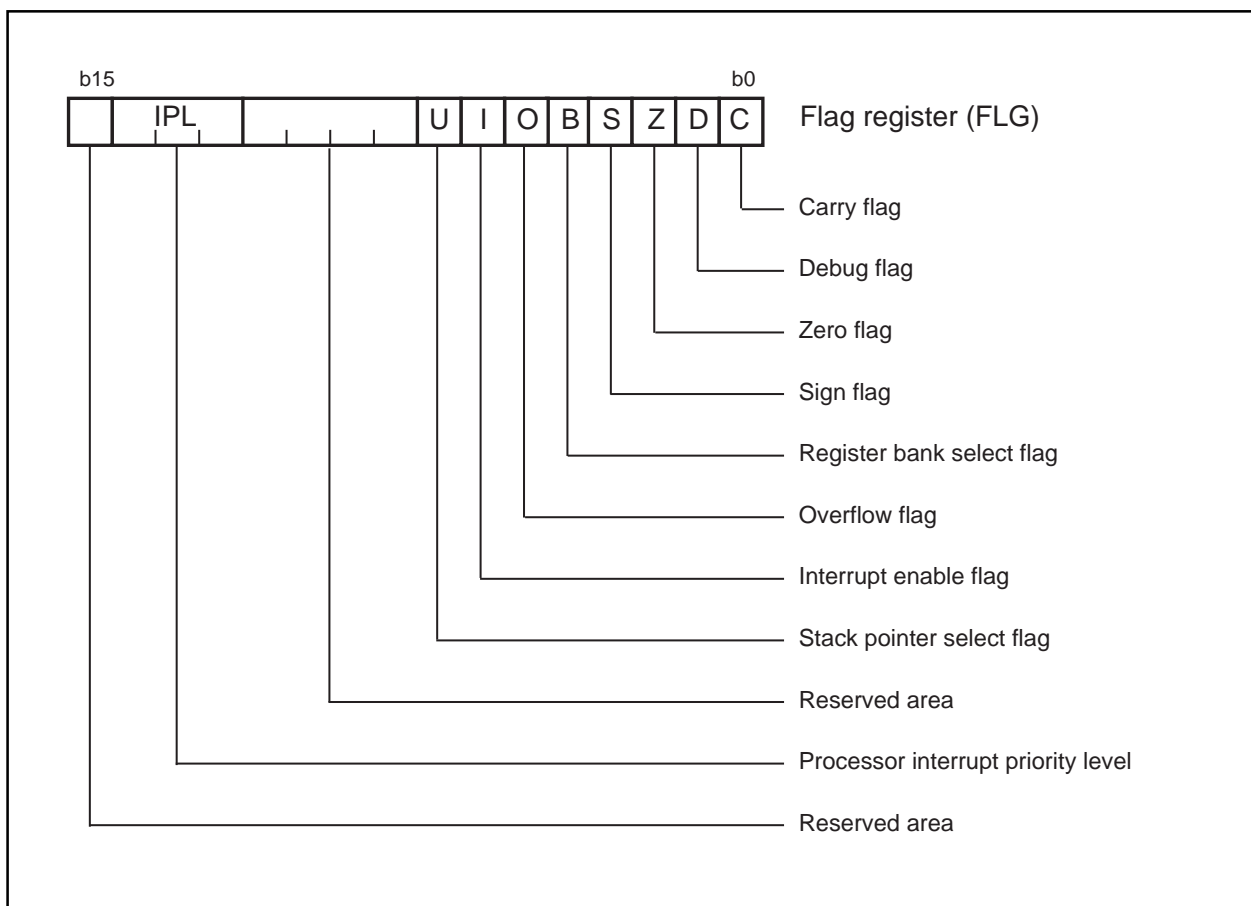 b15 b0
IPL U I O B S Z D C Flag register (FLG)
Carry flag
Debug flag
Zero flag
Sign flag
Register bank select flag
Overflow flag
Interrupt enable flag
Stack pointer select flag
Reserved area
Processor interrupt priority level
Reserved area